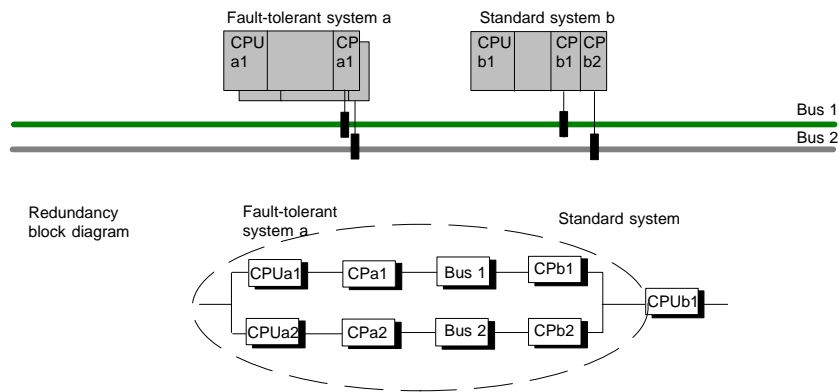 Fault-tolerant system a
Standard system b
CPU
a1
CP
a1
CPU
b1
CP
b1
CP
b2
Bus 1
Bus 2
Redundancy
block diagram
Fault-tolerant
system a
Standard system
CPUa1
CPa1
Bus 1
CPb1
CPUb1
CPUa2
CPa2
Bus 2
CPb2